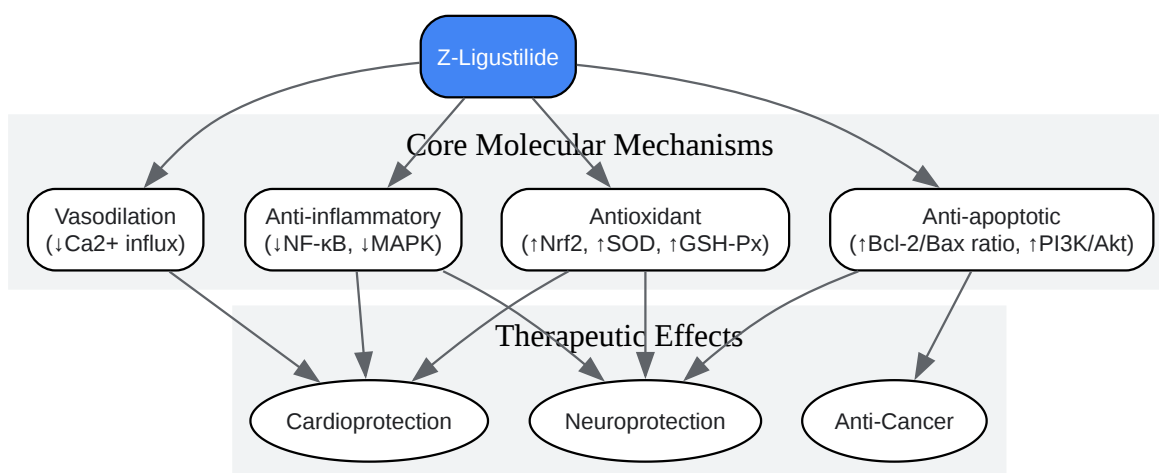 Z-Ligustilide
Core Molecular Mechanisms
Vasodilation
(↓Ca2+ influx)
Anti-inflammatory
(↓NF-κB, ↓MAPK)
Antioxidant
(↑Nrf2, ↑SOD, ↑GSH-Px)
Anti-apoptotic
(↑Bcl-2/Bax ratio, ↑PI3K/Akt)
Therapeutic Effects
Cardioprotection
Neuroprotection
Anti-Cancer